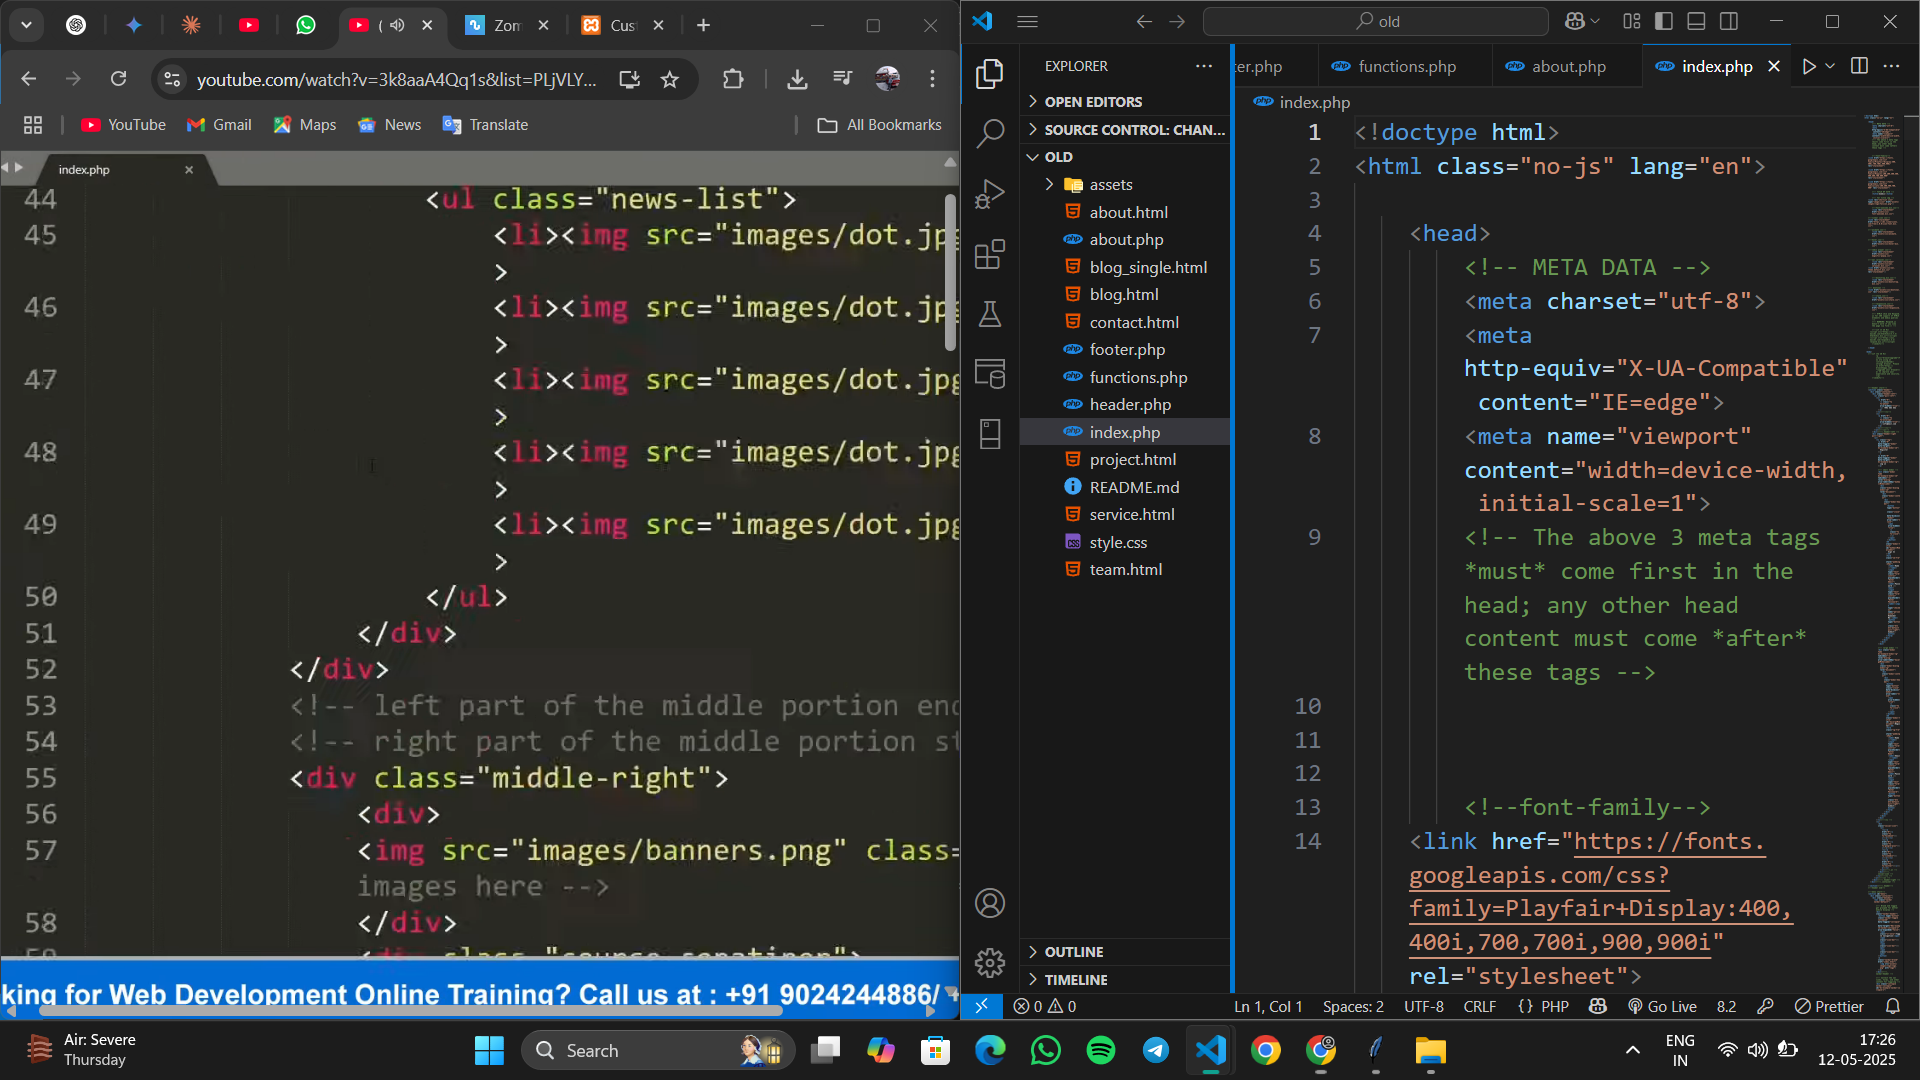 ( 
Zom
Cus
youtube.com/watch?v=3k8aaA4Qq1s&list=PLjVLY...
YouTube
Gmail
Maps
News
Translate
All Bookmarks
index.php
44 <ul class="news-list">
45 <li><img src="images/dot.jpg
>
46 <li><img src="images/dot.jp
>
47 <li><img src="images/dot.jpg
>
48 <li><img src="images/dot.jpg
>
49 <li><img src="images/dot.jpg
>
50 </ul>
51 </div>
52 </div>
53 <!-- left part of the middle portion end
54 <!-- right part of the middle portion st
55 <div class="middle-right">
56 <div>
57 <img src="images/banners.png" class=
images here -->
58 </div>
king for Web Development Online Training? Call us at : +91 9024244886/
old
EXPLORER
OPEN EDITORS
SOURCE CONTROL: CHAN...
OLD
assets
about.html
about.php
blog_single.html
blog.html
contact.html
footer.php
functions.php
header.php
index.php
project.html
README.md
service.html
style.css
team.html
OUTLINE
TIMELINE
ter.php
functions.php
about.php
index.php
index.php
1 <!doctype html>
2 <html class="no-js" lang="en">
3
4 <head>
5 <!-- META DATA -->
6 <meta charset="utf-8">
7 <meta
http-equiv="X-UA-Compatible"
content="IE=edge">
8 <meta name="viewport"
content="width=device-width,
initial-scale=1">
9 <!-- The above 3 meta tags
*must* come first in the
head; any other head
content must come *after*
these tags -->
10
11
12
13 <!--font-family-->
14 <link href="https://fonts.
googleapis.com/css?
family=Playfair+Display:400,
400i,700,700i,900,900i"
rel="stylesheet">
0 0
Ln 1, Col 1
Spaces: 2
UTF-8
CRLF
{ } PHP
Go Live
8.2
Prettier
Air: Severe
Thursday
Search
ENG
IN
17:26
12-05-2025